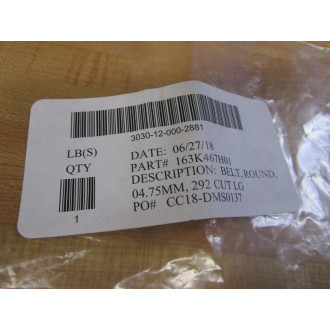 3030-12-000-2881
LB(S)
DATE: 06/27/18
QTY
PART# 163K467H01
DESCRIPTION: BELT,ROUND,
04.75MM, 292 CUT LG
1
PO# CC18-DMS0137